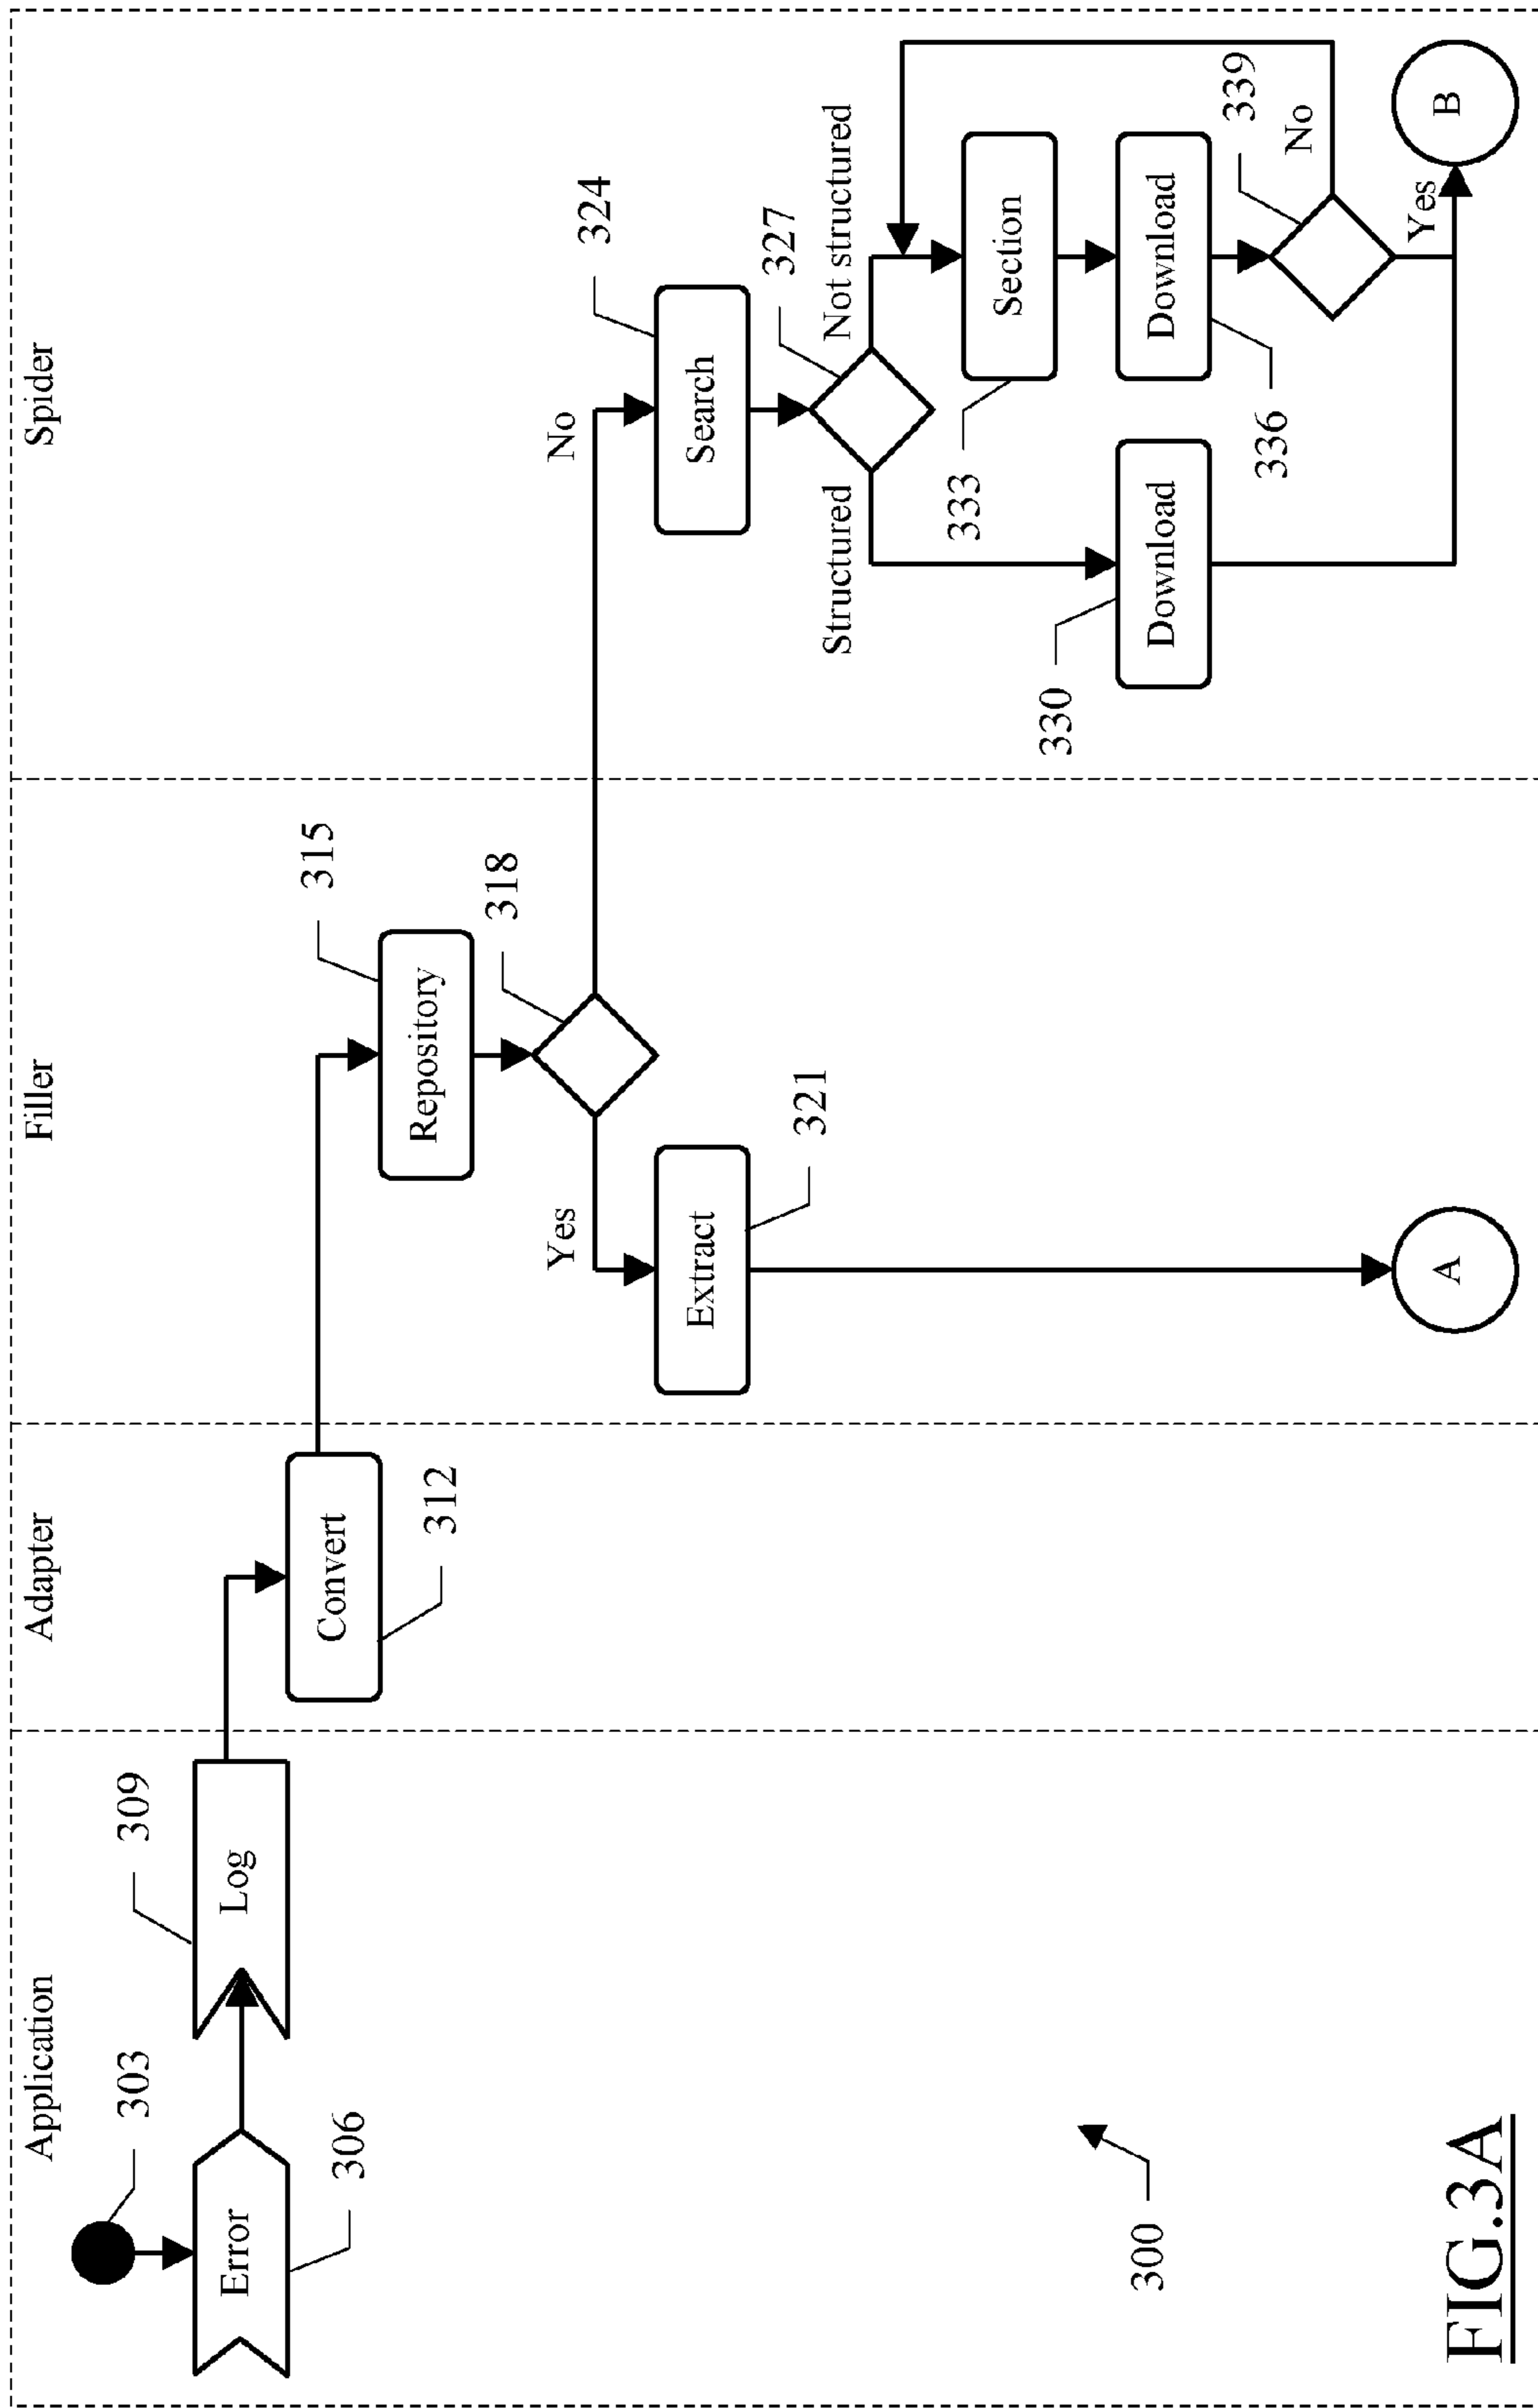 Application
Adapter
Filler
Spider
303
Error
306
309
Log
Convert
312
315
Repository
318
Yes
No
Extract
321
324
Search
327
Structured
Not structured
333
Section
330
Download
Download
336
339
No
Yes
A
B
300
FIG.3A